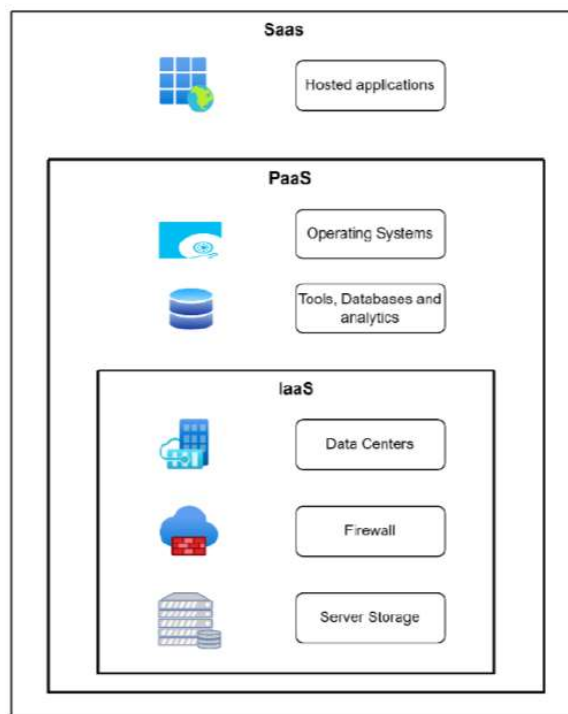 Saas
Hosted applications
PaaS
Operating Systems
Tools, Databases and
analytics
IaaS
Data Centers
Firewall
Server Storage